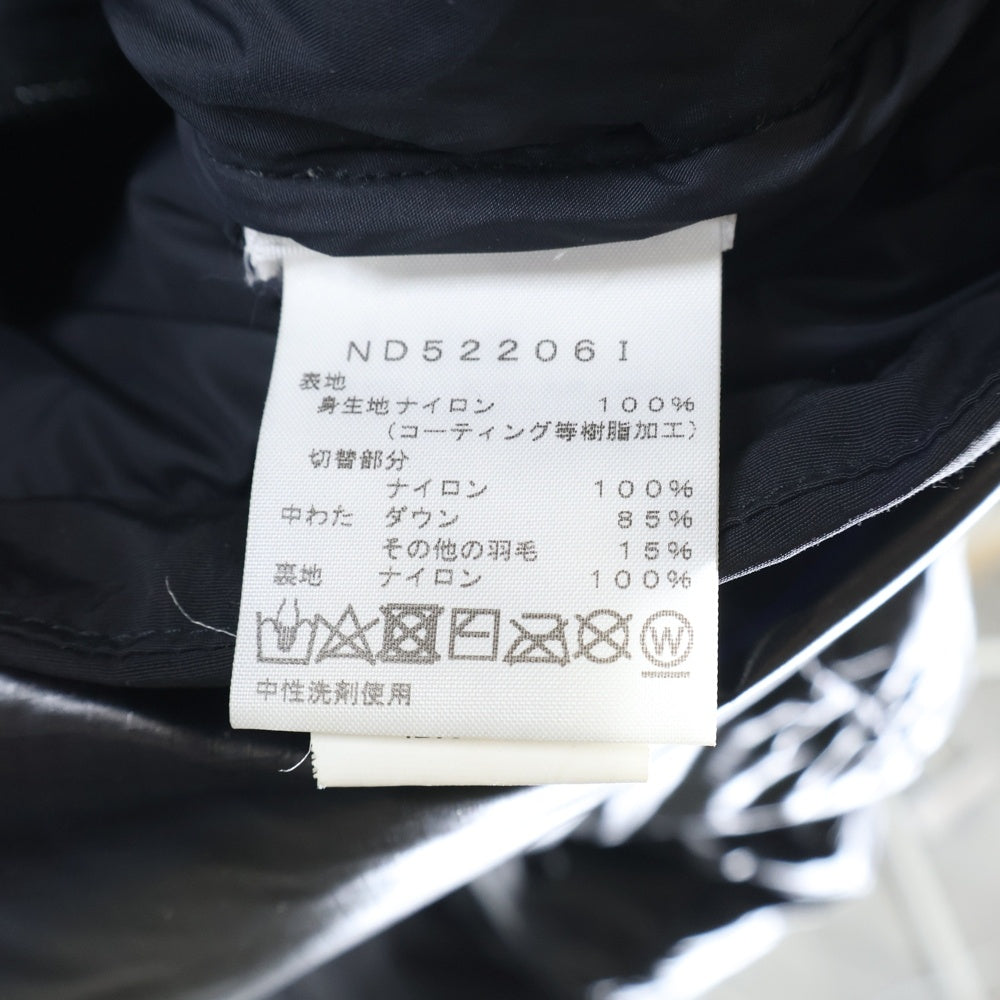 ND52206I
表地
身生地ナイロン 100%
(コーティング等樹脂加工)
切替部分
ナイロン 100%
中わた ダウン 85%
その他の羽毛 15%
裏地 ナイロン 100%
W
中性洗剤使用